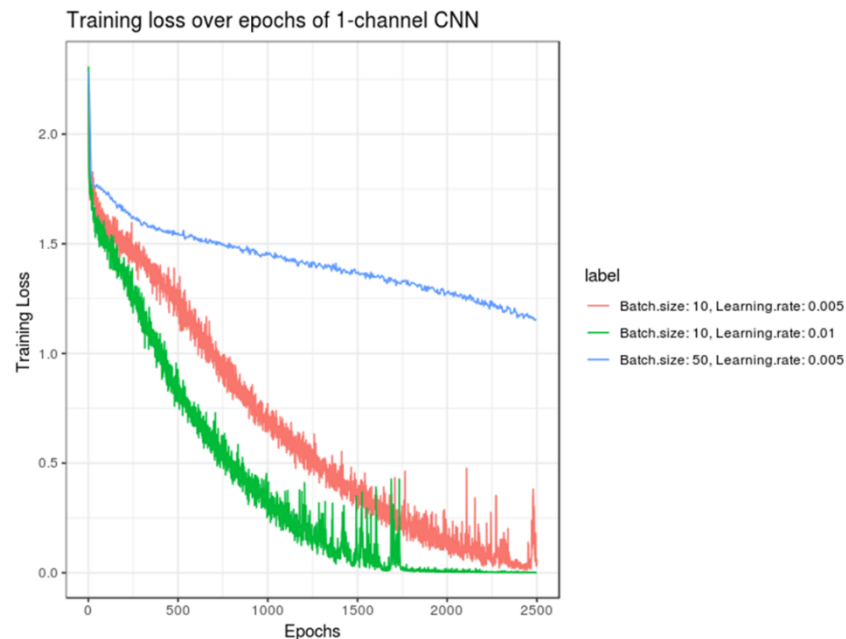 Training loss over epochs of 1-channel CNN
2.0
1.5
1.0
0.5
0.0
Training Loss
0
500
1000
1500
2000
2500
Epochs
label
Batch.size: 10, Learning.rate: 0.005
Batch.size: 10, Learning.rate: 0.01
Batch.size: 50, Learning.rate: 0.005